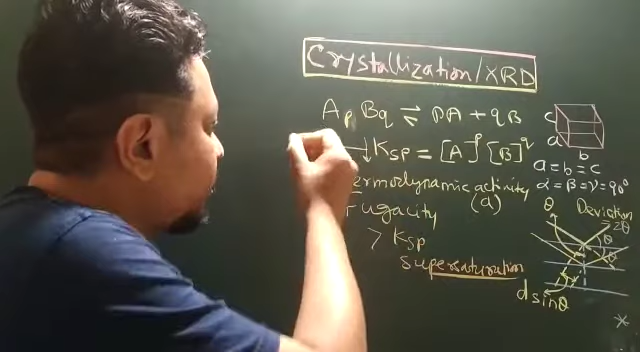 Crystallization/XRD
ApBq ⇌ pA + qB
↓Ksp = [A]^p [B]^q
ermodynamic activity
(a)
Fugacity
> Ksp
Supersaturation
c
a
b
a = b = c
α = β = γ = 90°
θ
Deviation
= 2θ
θ
θ
d sinθ